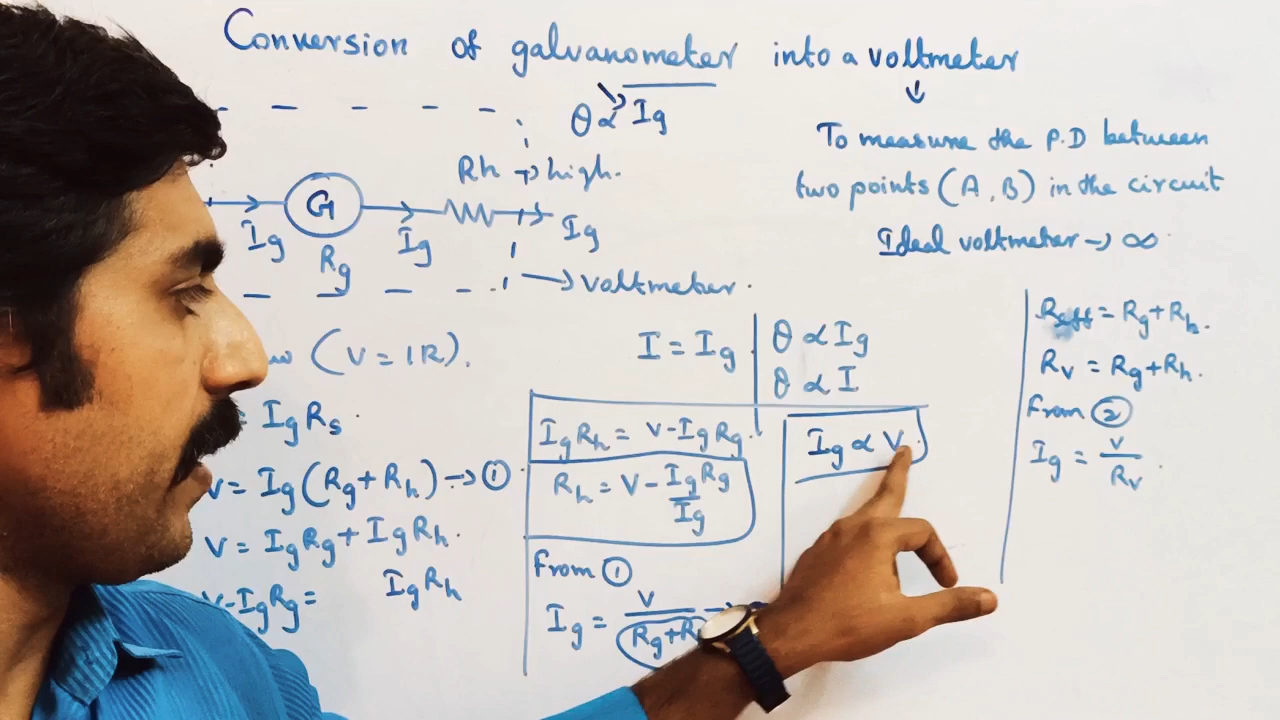 Conversion of galvanometer into a voltmeter
θ ∝ Ig
To measure the P.D between
two points (A, B) in the circuit
Ideal voltmeter → ∞
Rh → high.
G
Ig
Ig
Ig
Rg
→ voltmeter.
(V = IR).
= Ig Rs
V = Ig (Rg + Rh) → ①
V = Ig Rg + Ig Rh.
V - Ig Rg = Ig Rh
I = Ig
θ ∝ Ig
θ ∝ I
Ig Rh = V - Ig Rg
Rh = V - Ig Rg
Ig
From ①
Ig = V
Rg + R
Ig ∝ V
Reff = Rg + Rh.
Rv = Rg + Rh.
From ②
Ig = V
Rv